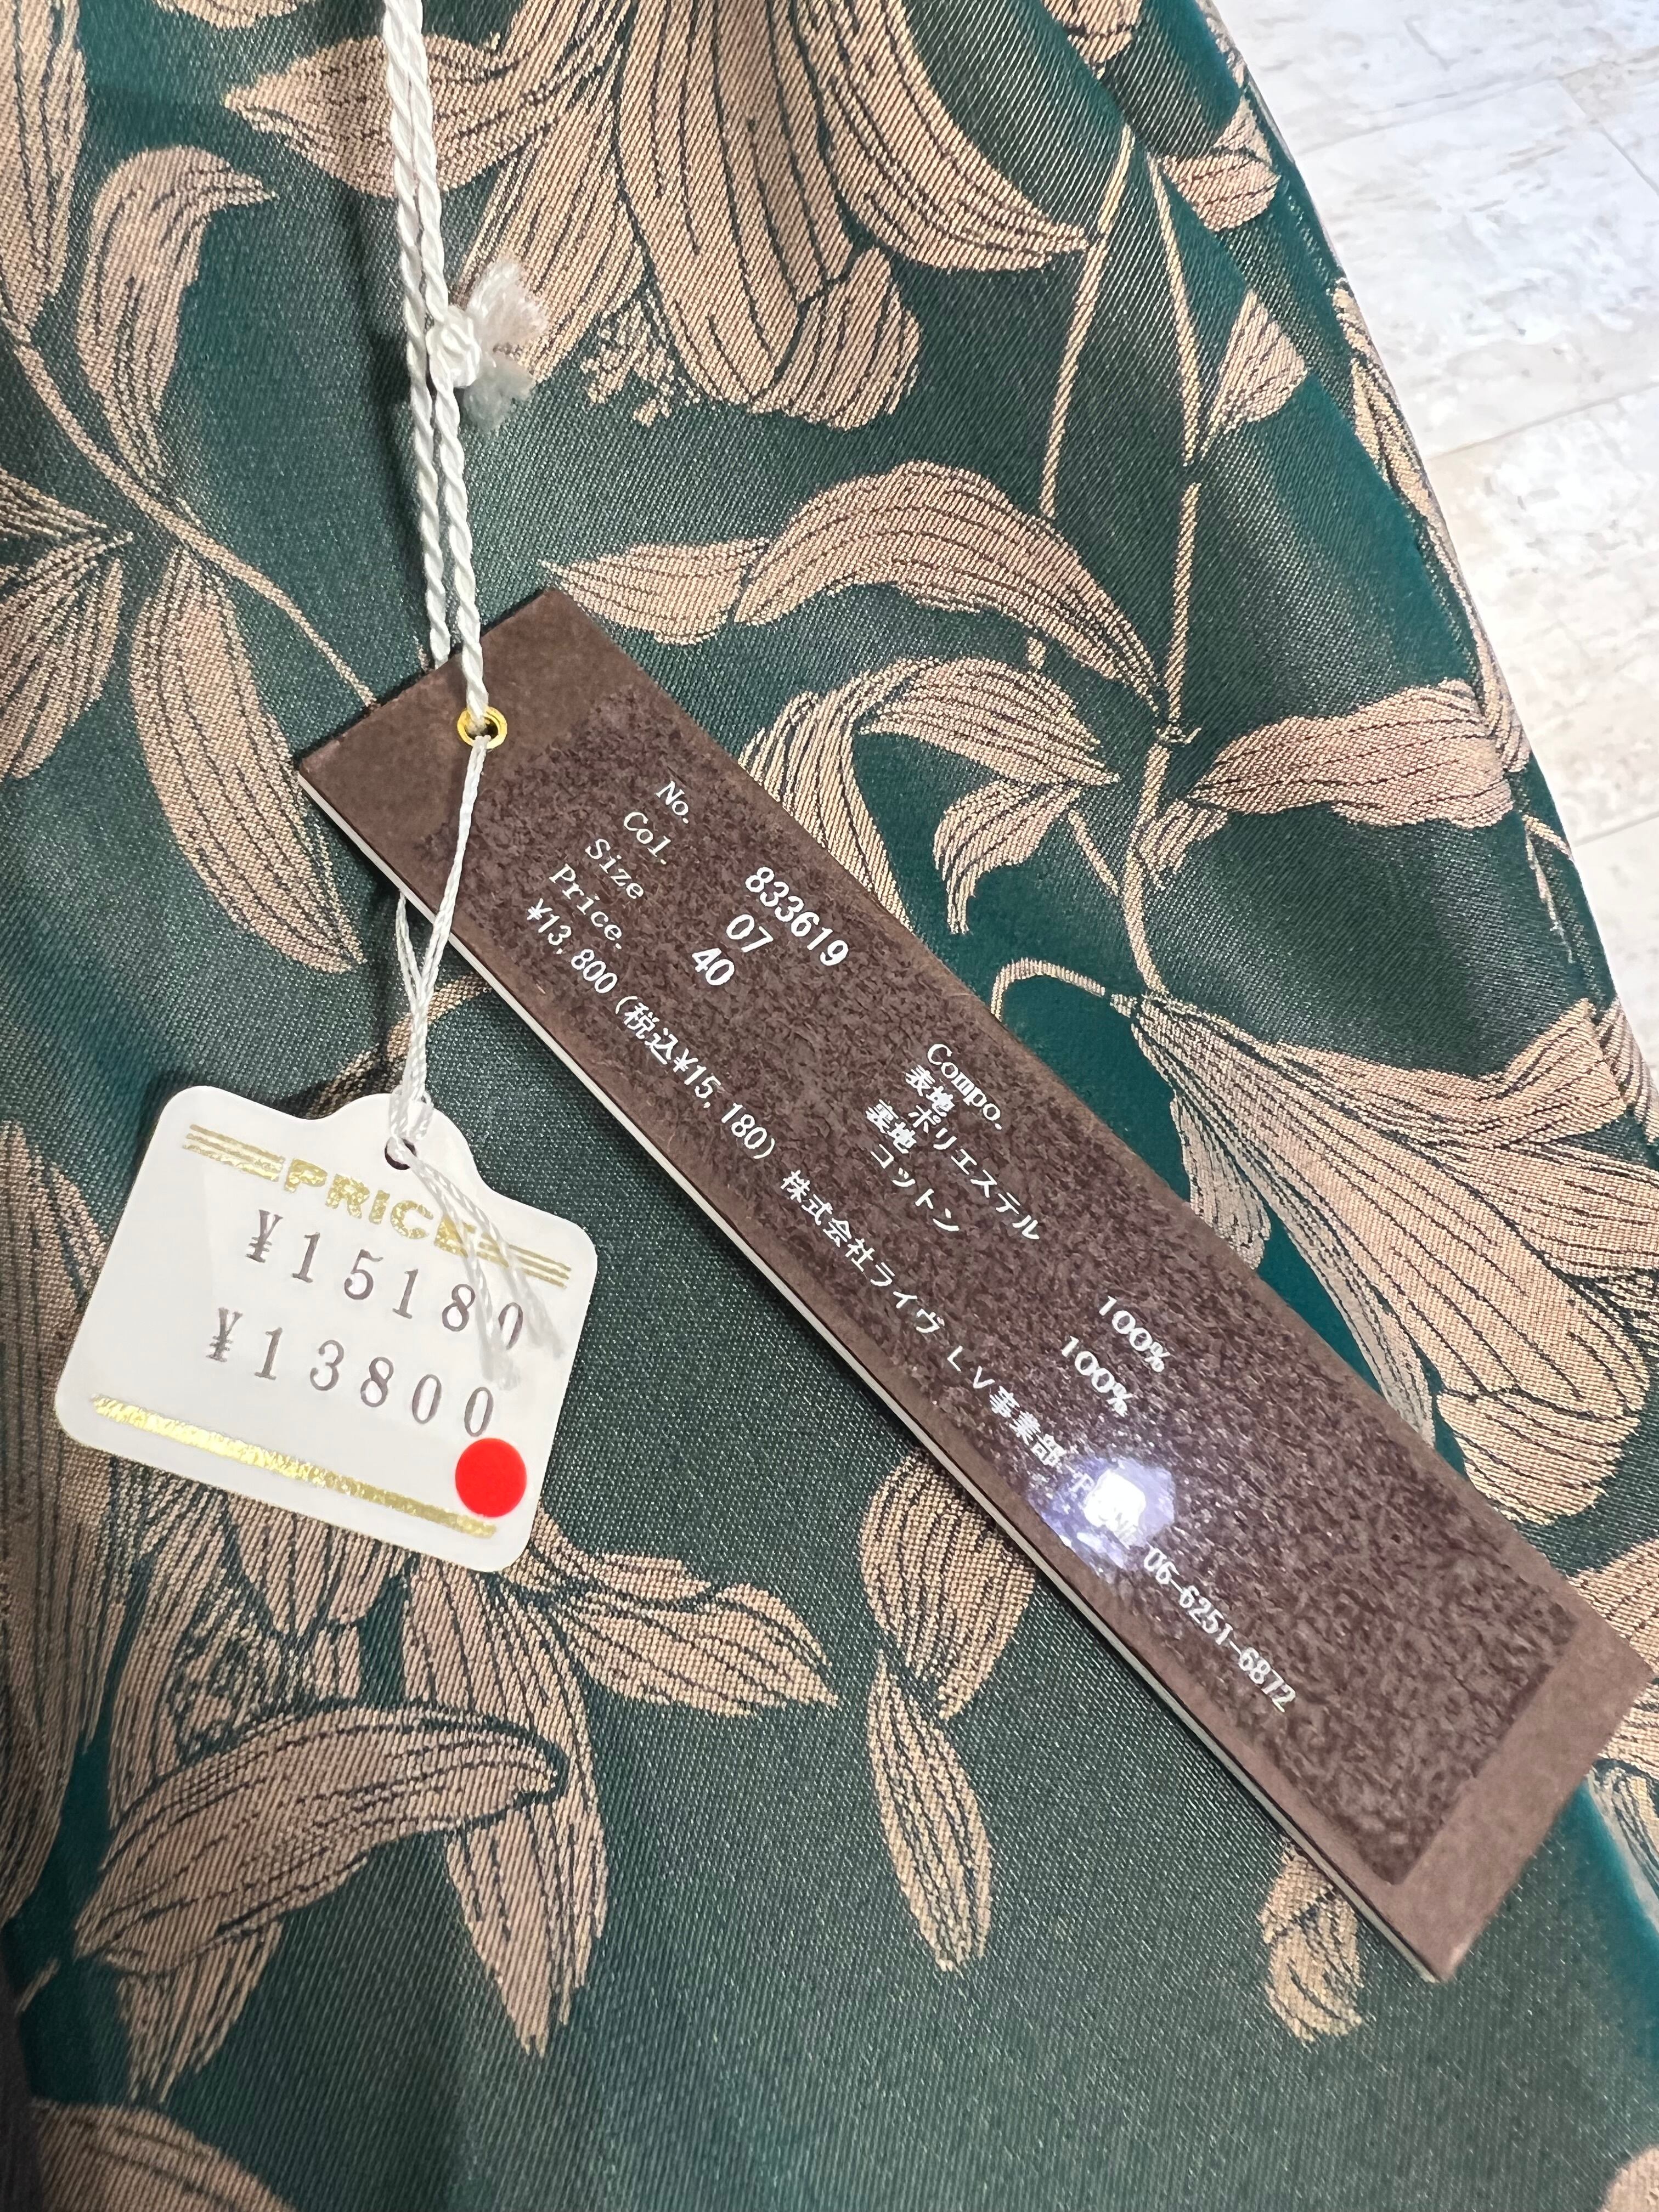 No. 833619
Col. 07
Size 40
Price.
¥13,800(税込¥15,180)
Compo.
表地 ポリエステル 100%
裏地 コットン 100%
株式会社ライヴ LV事業部 06-6251-6872
PRICE
¥15180
¥13800